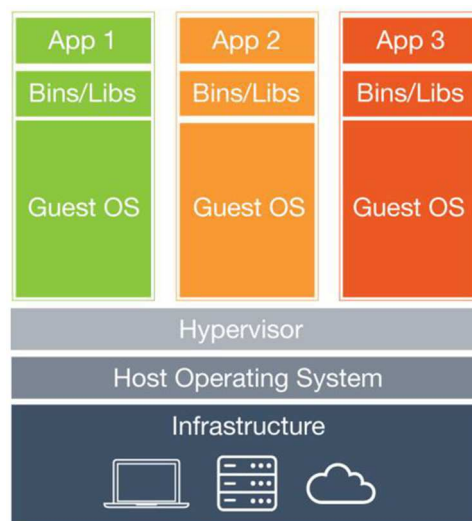 App 1 App 2 App 3
Bins/Libs Bins/Libs Bins/Libs
Guest OS Guest OS Guest OS
Hypervisor
Host Operating System
Infrastructure